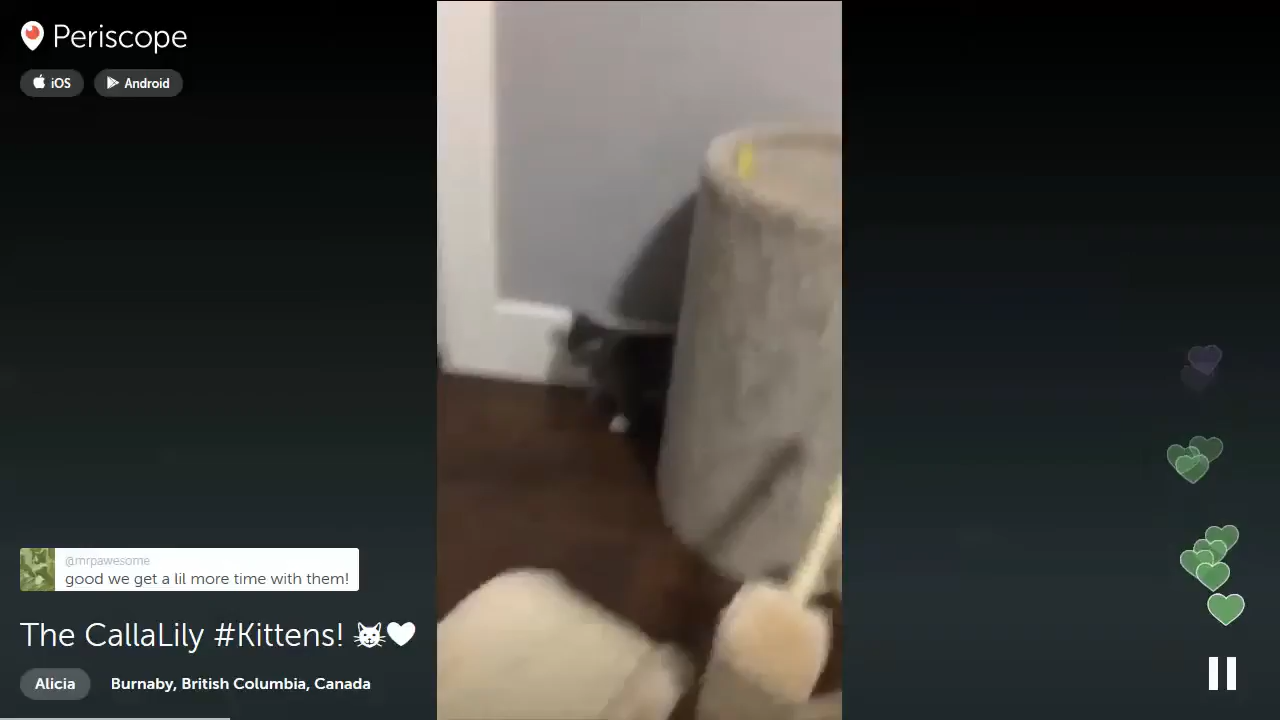 Periscope
iOS
Android
@mrpawesome
good we get a lil more time with them!
The CallaLily #Kittens! 😺🤍
Alicia
Burnaby, British Columbia, Canada